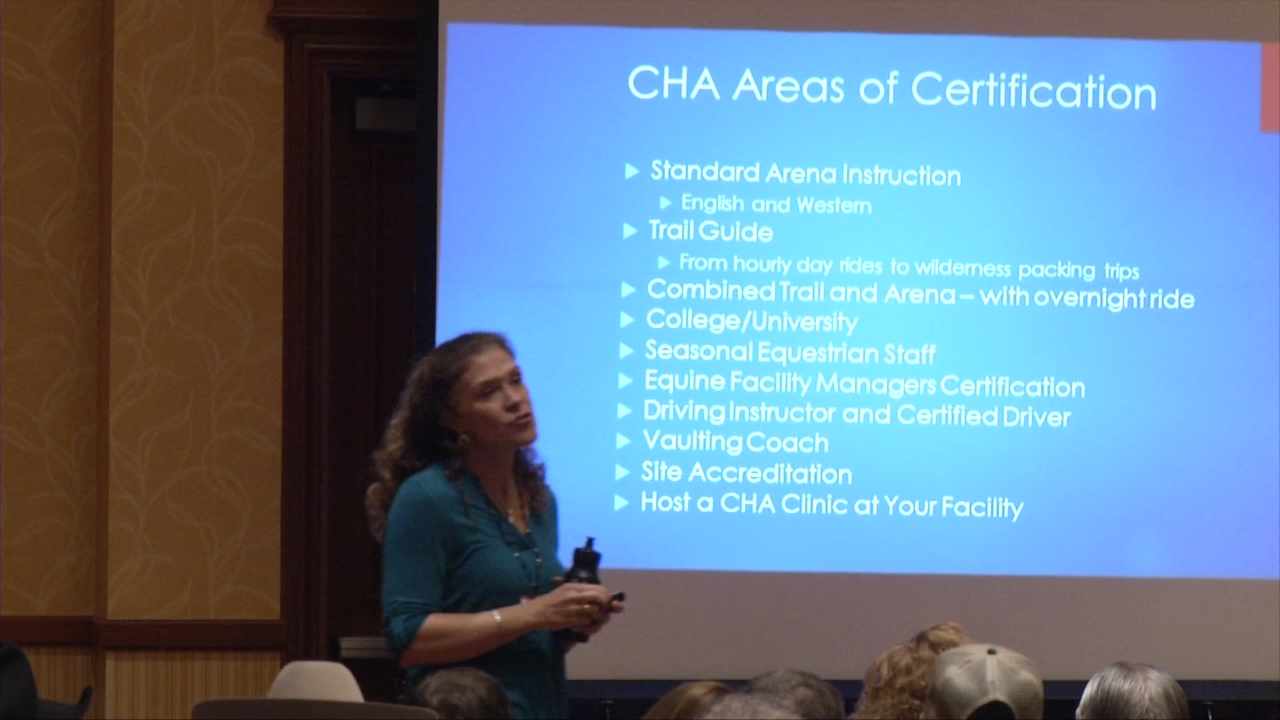 CHA Areas of Certification
Standard Arena Instruction
English and Western
Trail Guide
From hourly day rides to wilderness packing trips
Combined Trail and Arena – with overnight ride
College/University
Seasonal Equestrian Staff
Equine Facility Managers Certification
Driving Instructor and Certified Driver
Vaulting Coach
Site Accreditation
Host a CHA Clinic at Your Facility